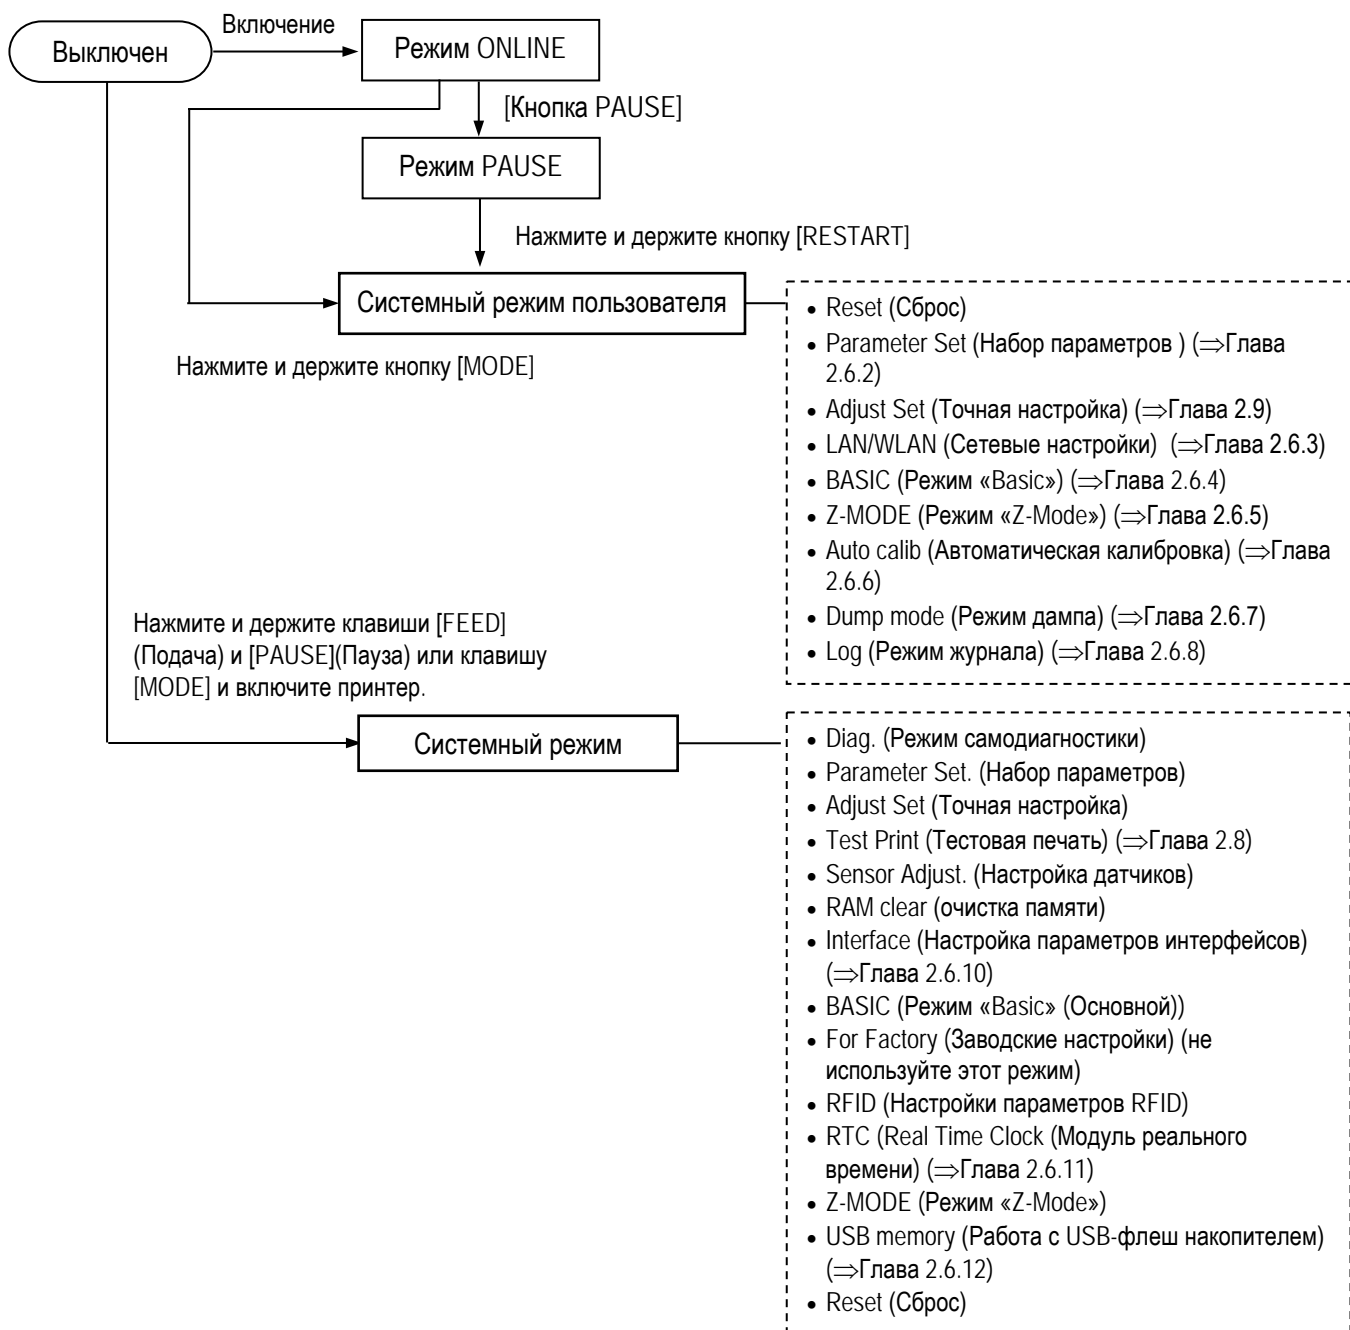 Выключен
Включение
Режим ONLINE
[Кнопка PAUSE]
Режим PAUSE
Нажмите и держите кнопку [RESTART]
Системный режим пользователя
Нажмите и держите кнопку [MODE]
• Reset (Сброс)
• Parameter Set (Набор параметров ) (⇒Глава
2.6.2)
• Adjust Set (Точная настройка) (⇒Глава 2.9)
• LAN/WLAN (Сетевые настройки)  (⇒Глава 2.6.3)
• BASIC (Режим «Basic») (⇒Глава 2.6.4)
• Z-MODE (Режим «Z-Mode») (⇒Глава 2.6.5)
• Auto calib (Автоматическая калибровка) (⇒Глава
2.6.6)
• Dump mode (Режим дампа) (⇒Глава 2.6.7)
• Log (Режим журнала) (⇒Глава 2.6.8)
Нажмите и держите клавиши [FEED]
(Подача) и [PAUSE](Пауза) или клавишу
[MODE] и включите принтер.
Системный режим
• Diag. (Режим самодиагностики)
• Parameter Set. (Набор параметров)
• Adjust Set (Точная настройка)
• Test Print (Тестовая печать) (⇒Глава 2.8)
• Sensor Adjust. (Настройка датчиков)
• RAM clear (очистка памяти)
• Interface (Настройка параметров интерфейсов)
(⇒Глава 2.6.10)
• BASIC (Режим «Basic» (Основной))
• For Factory (Заводские настройки) (не
используйте этот режим)
• RFID (Настройки параметров RFID)
• RTC (Real Time Clock (Модуль реального
времени) (⇒Глава 2.6.11)
• Z-MODE (Режим «Z-Mode»)
• USB memory (Работа с USB-флеш накопителем)
(⇒Глава 2.6.12)
• Reset (Сброс)